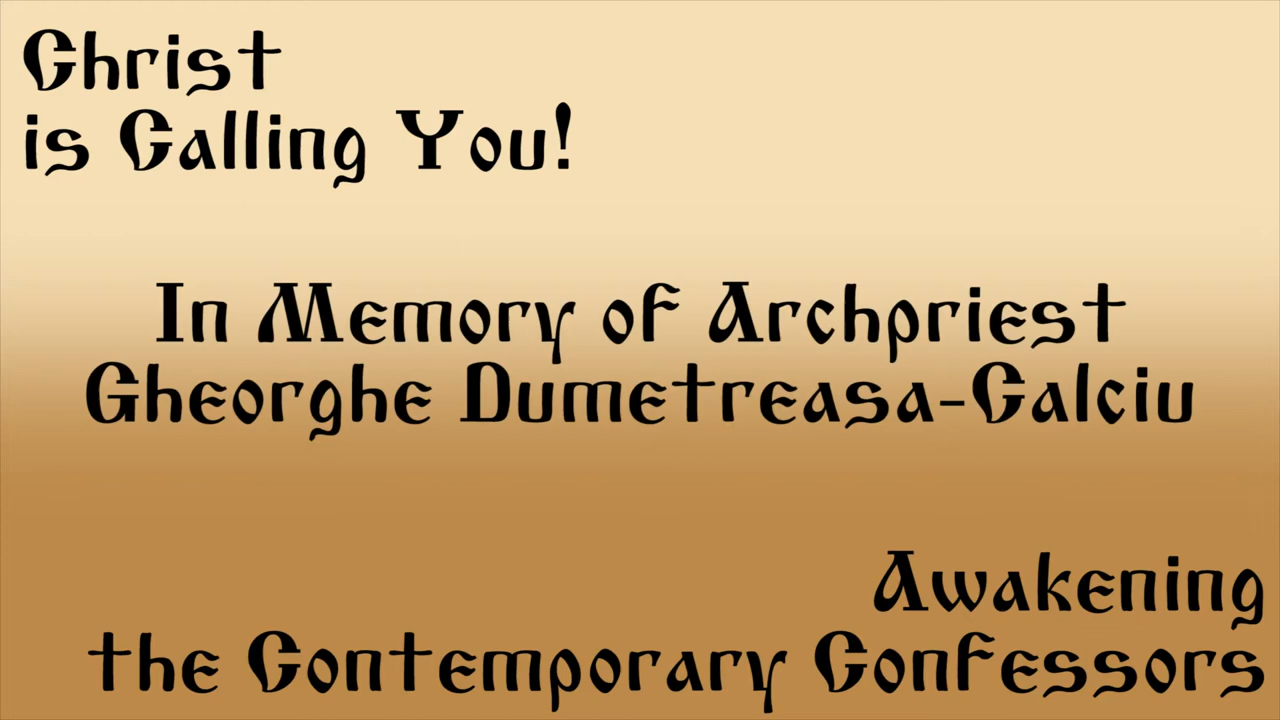 Christ
is Calling You!
In Memory of Archpriest
Gheorghe Dumetreasa-Calciu
Awakening
the Contemporary Confessors